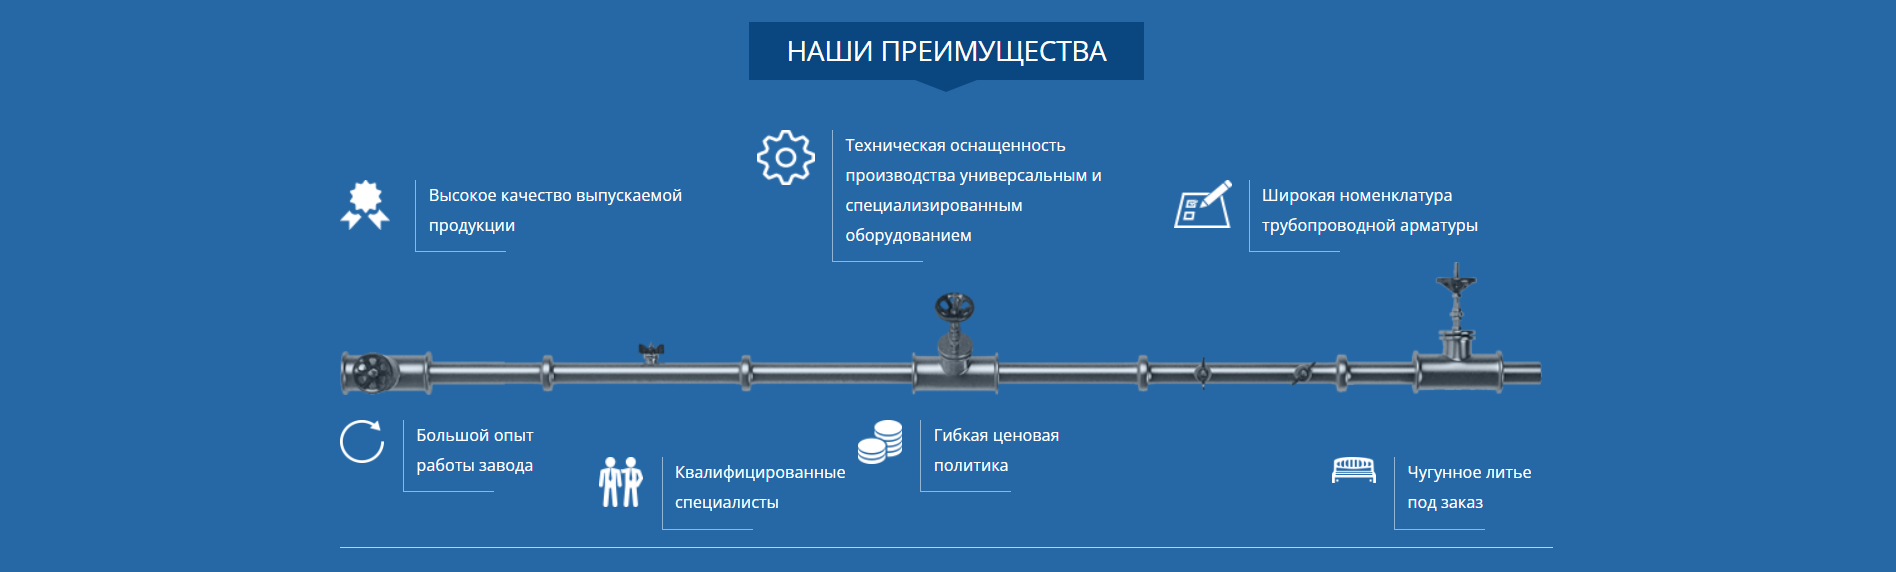 НАШИ ПРЕИМУЩЕСТВА
Высокое качество выпускаемой
продукции
Техническая оснащенность
производства универсальным и
специализированным
оборудованием
Широкая номенклатура
трубопроводной арматуры
Большой опыт
работы завода
Квалифицированные
специалисты
Гибкая ценовая
политика
Чугунное литье
под заказ